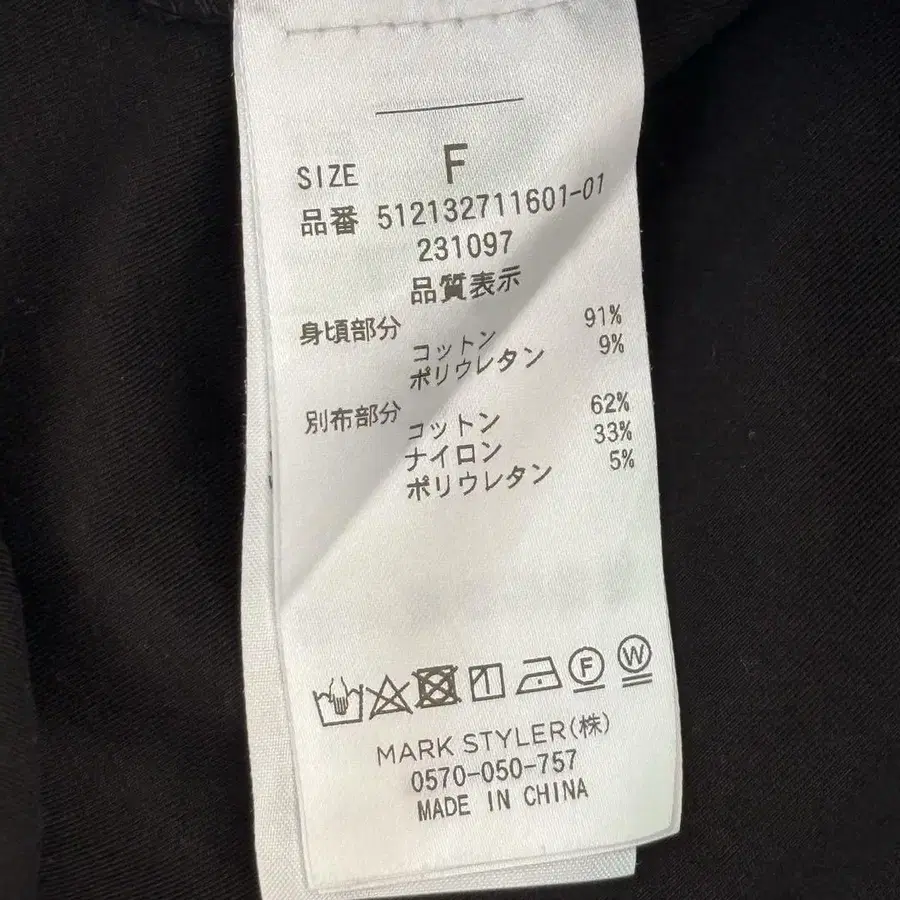 SIZE F
品番 512132711601-01
231097
品質表示
身頃部分
コットン 91%
ポリウレタン 9%
別布部分
コットン 62%
ナイロン 33%
ポリウレタン 5%
F W
MARK STYLER(株)
0570-050-757
MADE IN CHINA